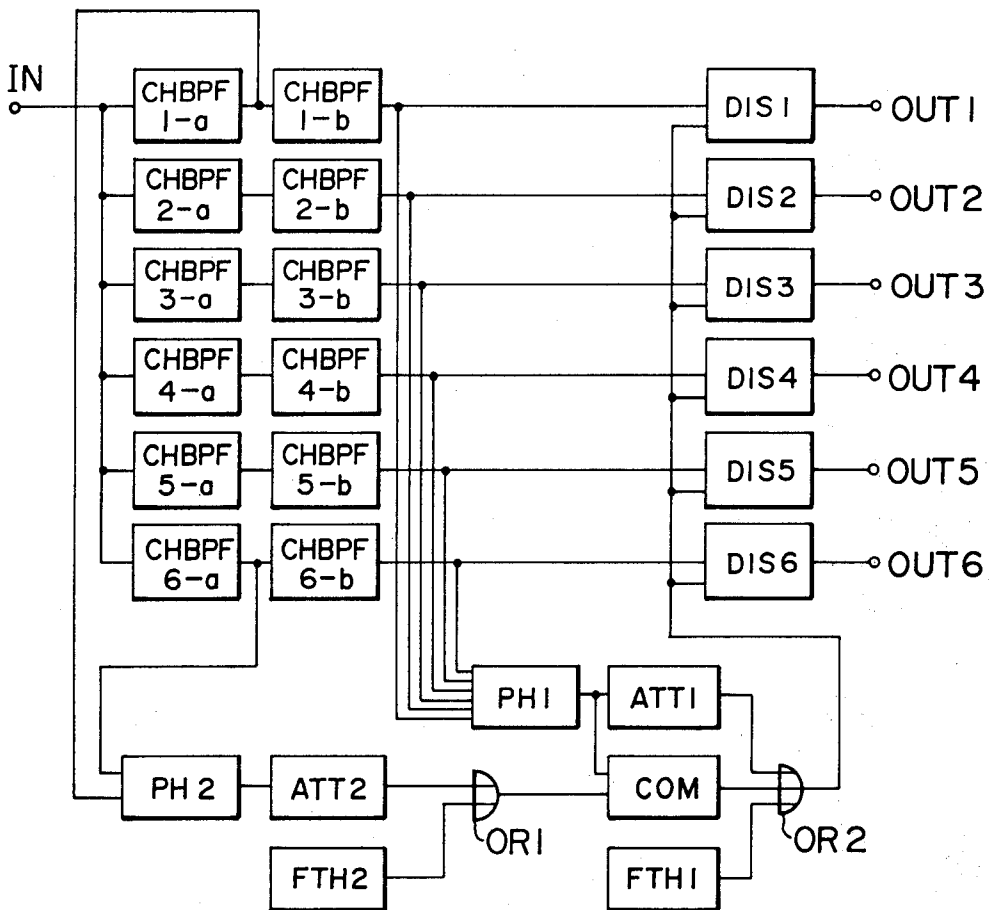 IN
CHBPF
1-a
CHBPF
1-b
DIS1
OUT1
CHBPF
2-a
CHBPF
2-b
DIS2
OUT2
CHBPF
3-a
CHBPF
3-b
DIS3
OUT3
CHBPF
4-a
CHBPF
4-b
DIS4
OUT4
CHBPF
5-a
CHBPF
5-b
DIS5
OUT5
CHBPF
6-a
CHBPF
6-b
DIS6
OUT6
PH1
ATT1
PH2
ATT2
OR1
COM
OR2
FTH2
FTH1